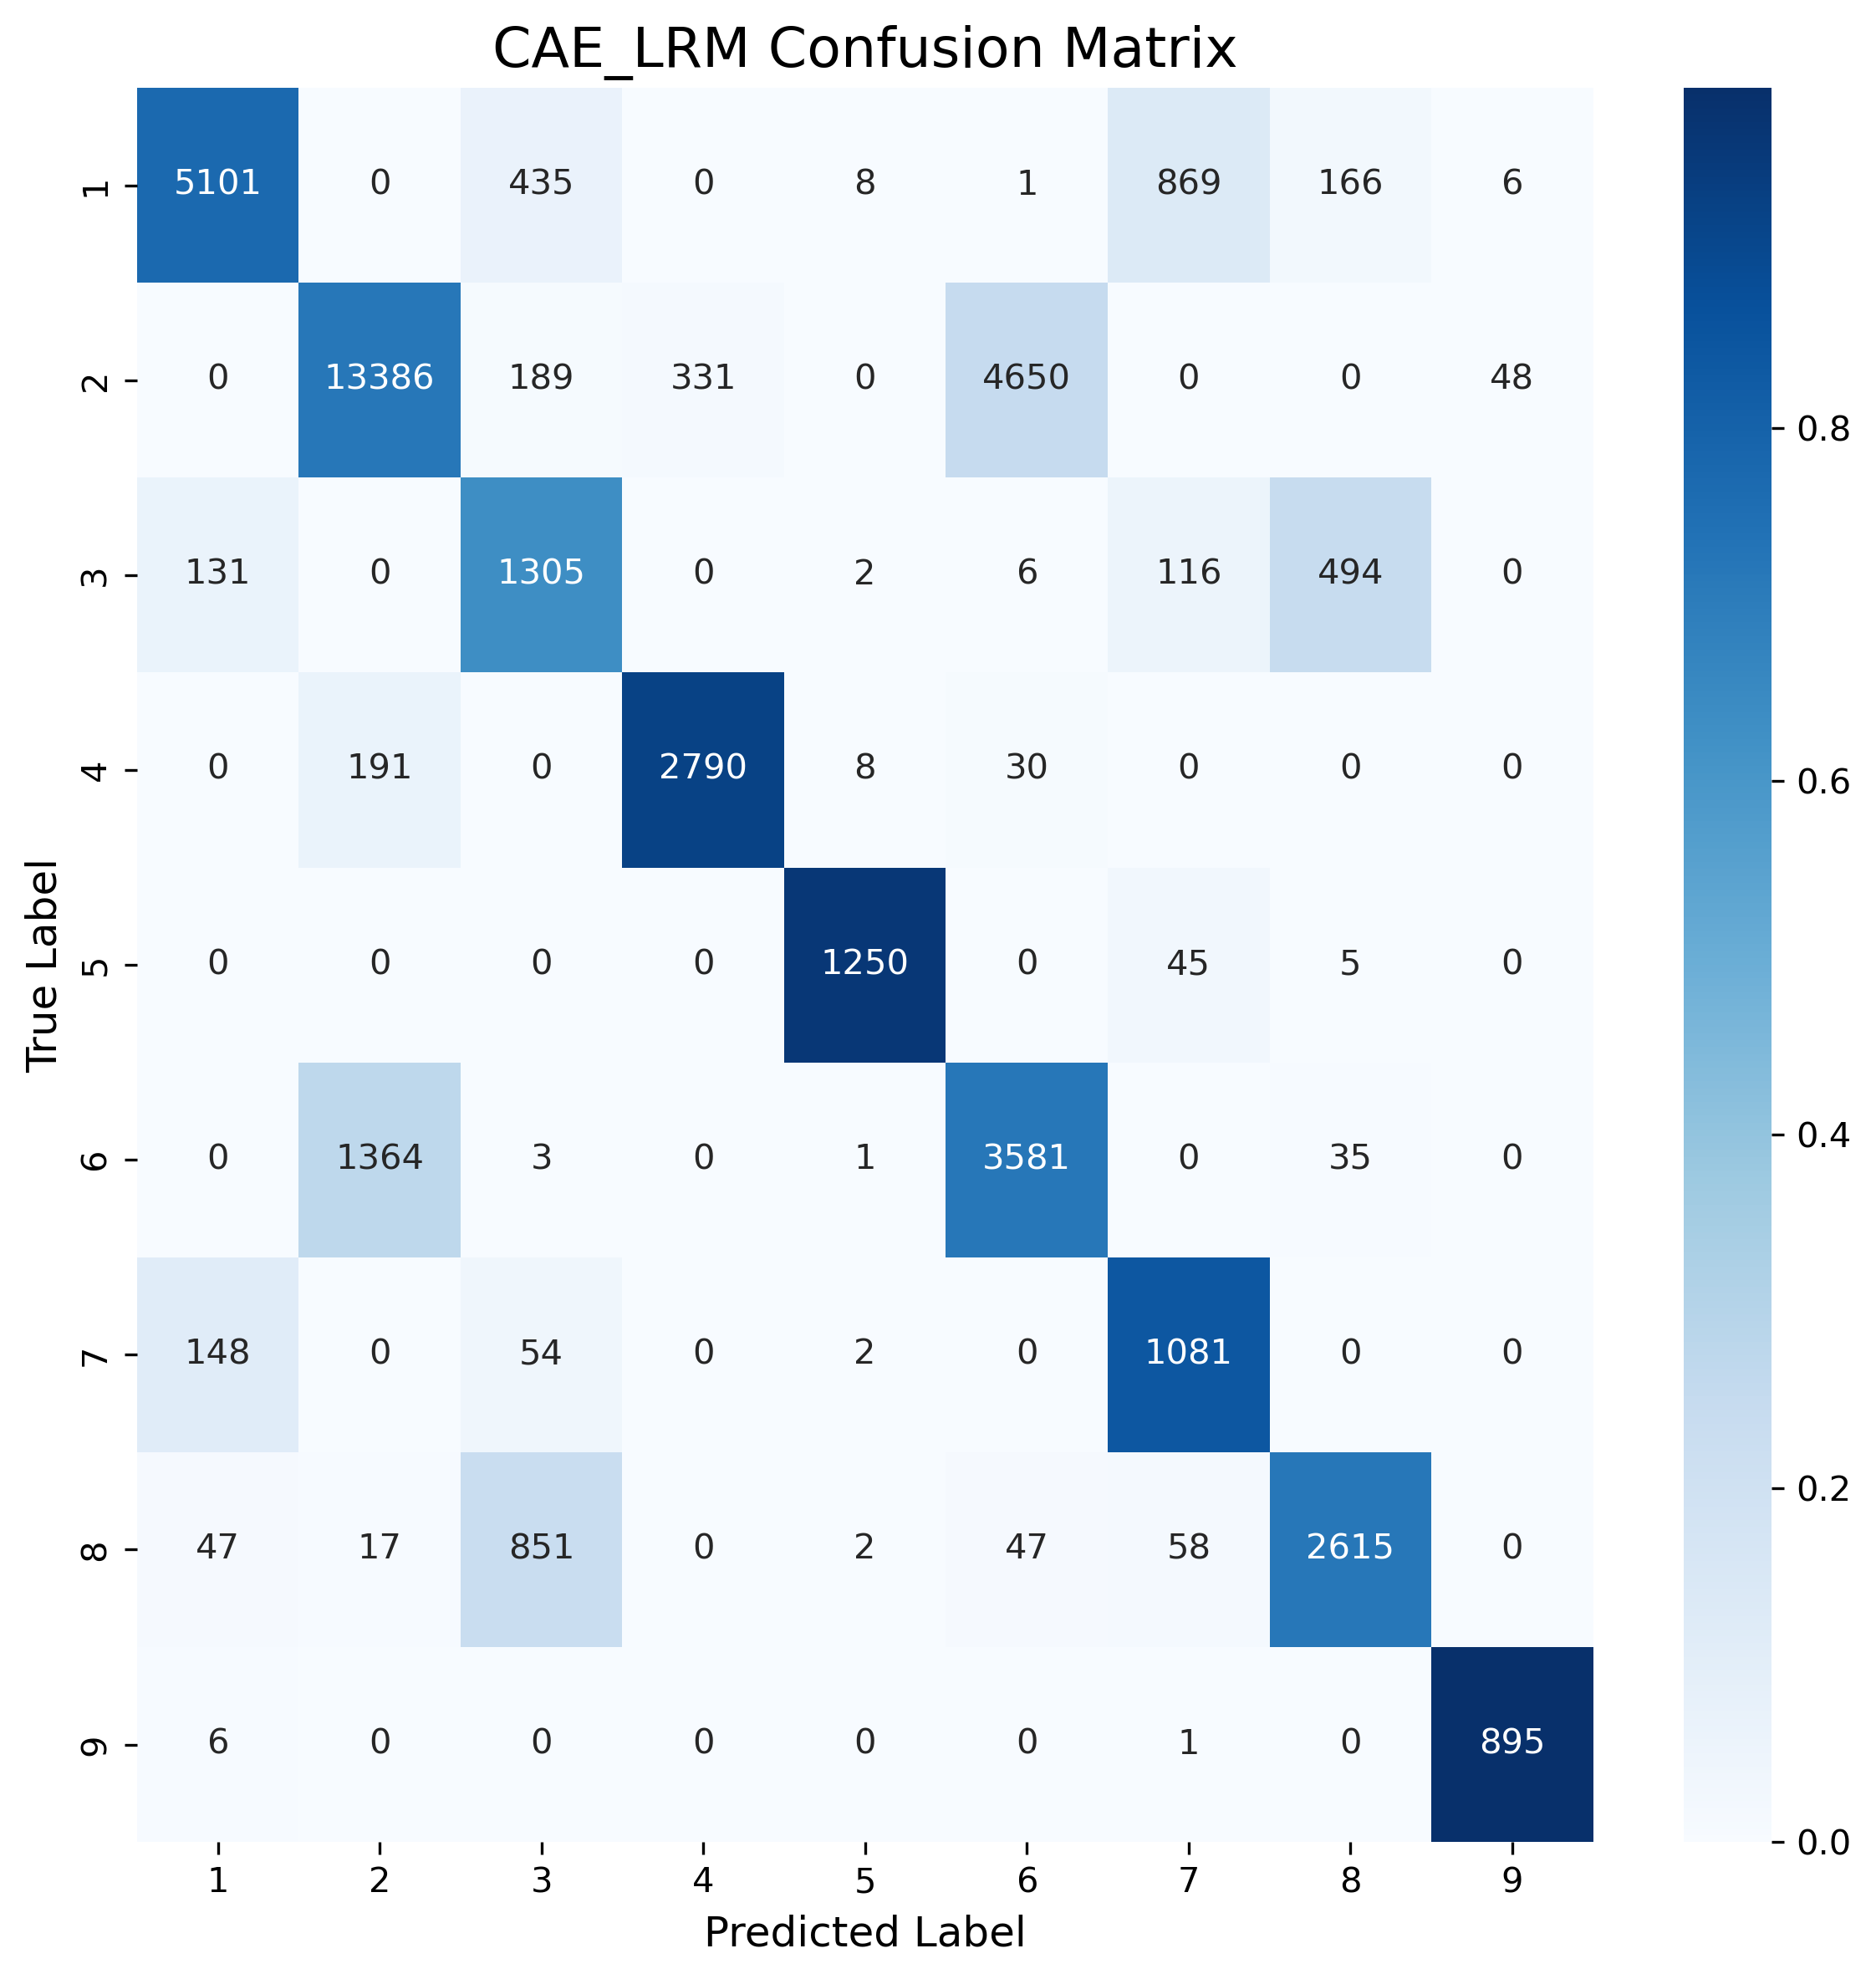 CAE_LRM Confusion Matrix
1 5101 0 435 0 8 1 869 166 6
2 0 13386 189 331 0 4650 0 0 48
3 131 0 1305 0 2 6 116 494 0
4 0 191 0 2790 8 30 0 0 0
5 0 0 0 0 1250 0 45 5 0
6 0 1364 3 0 1 3581 0 35 0
7 148 0 54 0 2 0 1081 0 0
8 47 17 851 0 2 47 58 2615 0
9 6 0 0 0 0 0 1 0 895
1 2 3 4 5 6 7 8 9
True Label
Predicted Label
0.8
0.6
0.4
0.2
0.0